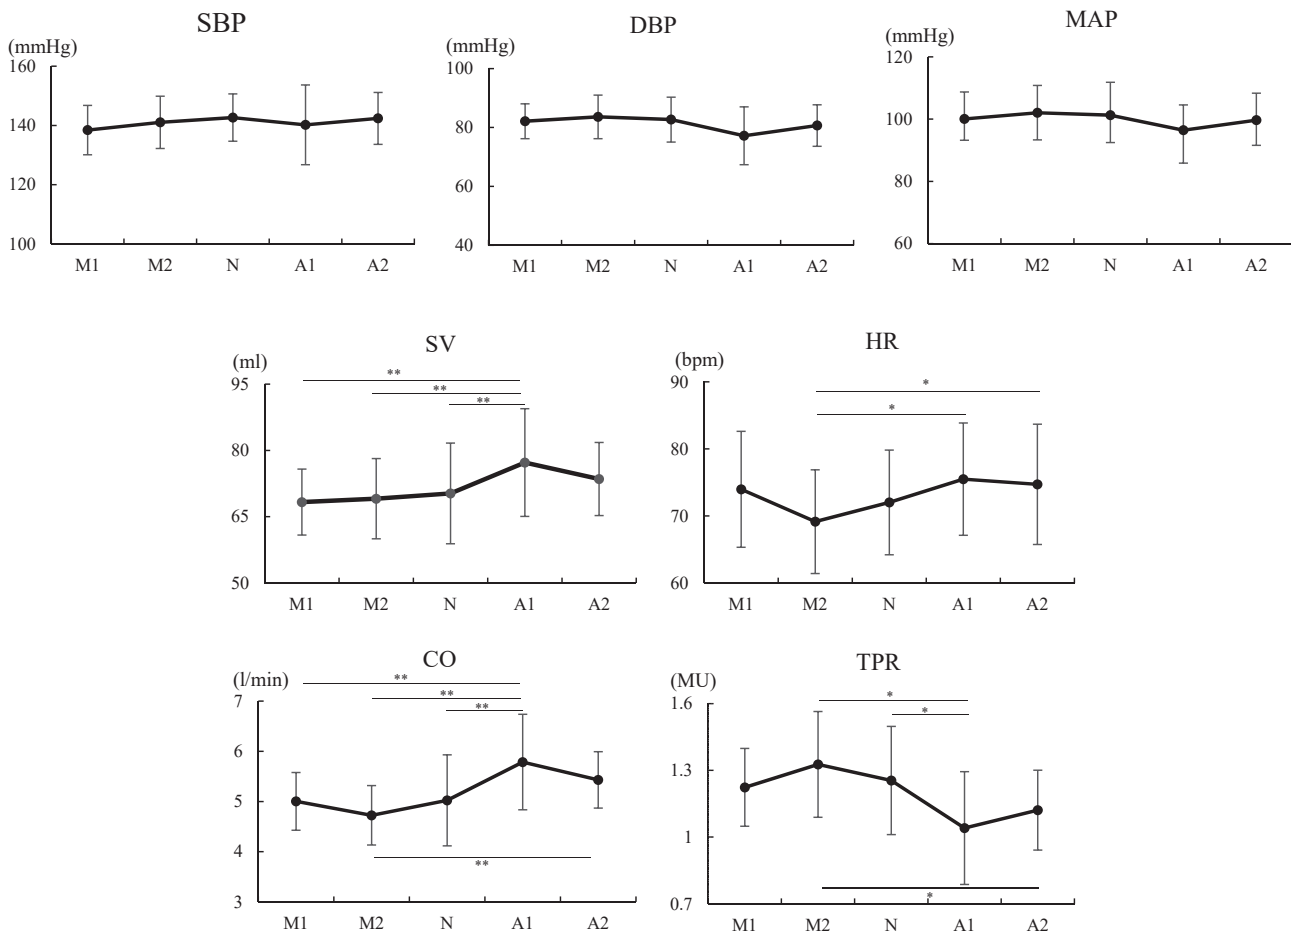 SBP
(mmHg)
160
140
120
100
M1 M2 N A1 A2
DBP
(mmHg)
100
80
60
40
M1 M2 N A1 A2
MAP
(mmHg)
120
100
80
60
M1 M2 N A1 A2
SV
(ml)
**
**
**
95
80
65
50
M1 M2 N A1 A2
HR
(bpm)
*
*
90
80
70
60
M1 M2 N A1 A2
CO
(l/min)
**
**
**
7
6
5
4
3
**
M1 M2 N A1 A2
TPR
(MU)
*
*
1.6
1.3
1
0.7
*
M1 M2 N A1 A2